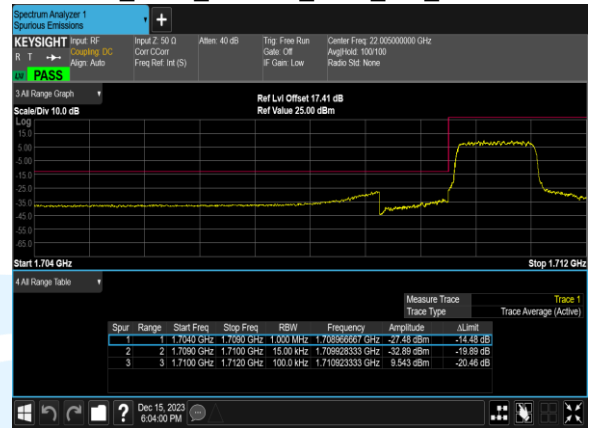 Spectrum Analyzer 1
Spurious Emissions
KEYSIGHT Input: RF Input Z: 50 Ω Atten: 40 dB Trig: Free Run Center Freq: 22.005000000 GHz
R T Coupling: DC Corr CCorr Gate: Off Avg|Hold: 100/100
Align: Auto Freq Ref: Int (S) IF Gain: Low Radio Std: None
LXI PASS
3 All Range Graph
Ref Lvl Offset 17.41 dB
Scale/Div 10.0 dB Ref Value 25.00 dBm
Log
15.0
5.00
-5.00
-15.0
-25.0
-35.0
-45.0
-55.0
-65.0
Start 1.704 GHz Stop 1.712 GHz
4 All Range Table
Measure Trace Trace 1
Trace Type Trace Average (Active)
Spur Range Start Freq Stop Freq RBW Frequency Amplitude ΔLimit
1 1 1.7040 GHz 1.7090 GHz 1.000 MHz 1.708966667 GHz -27.48 dBm -14.48 dB
2 2 1.7090 GHz 1.7100 GHz 15.00 kHz 1.709928333 GHz -32.89 dBm -19.89 dB
3 3 1.7100 GHz 1.7120 GHz 100.0 kHz 1.710923333 GHz 9.543 dBm -20.46 dB
? Dec 15, 2023
6:04:00 PM